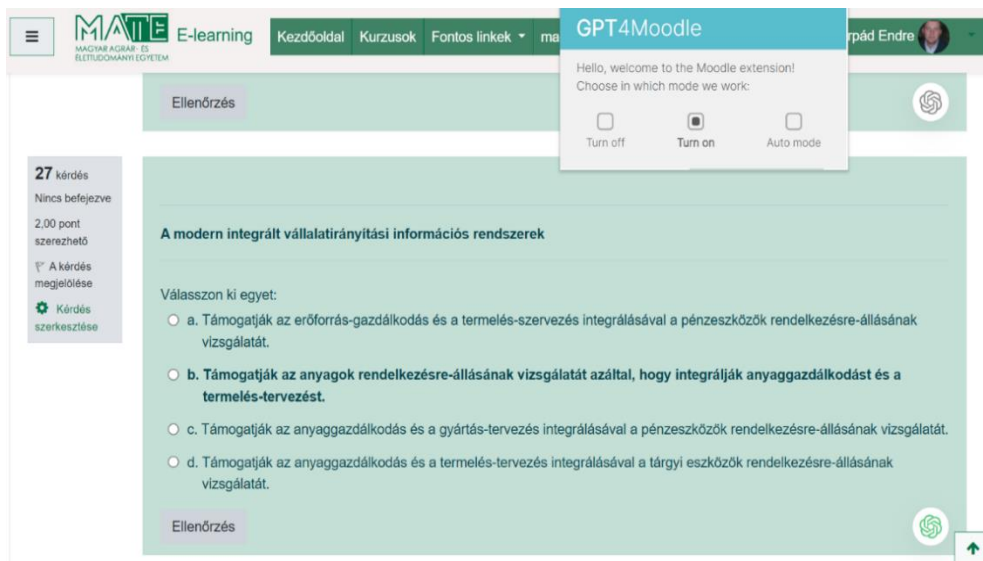 MATE
MAGYAR AGRÁR- ÉS
ÉLETTUDOMÁNYI EGYETEM
E-learning
Kezdőoldal Kurzusok Fontos linkek ma
rpád Endre
GPT4Moodle
Hello, welcome to the Moodle extension!
Choose in which mode we work:
Turn off Turn on Auto mode
Ellenőrzés
27 kérdés
Nincs befejezve
2,00 pont
szerezhető
A kérdés
megjelölése
Kérdés
szerkesztése
A modern integrált vállalatirányítási információs rendszerek
Válasszon ki egyet:
a. Támogatják az erőforrás-gazdálkodás és a termelés-szervezés integrálásával a pénzeszközök rendelkezésre-állásának
vizsgálatát.
b. Támogatják az anyagok rendelkezésre-állásának vizsgálatát azáltal, hogy integrálják anyaggazdálkodást és a
termelés-tervezést.
c. Támogatják az anyaggazdálkodás és a gyártás-tervezés integrálásával a pénzeszközök rendelkezésre-állásának vizsgálatát.
d. Támogatják az anyaggazdálkodás és a termelés-tervezés integrálásával a tárgyi eszközök rendelkezésre-állásának
vizsgálatát.
Ellenőrzés